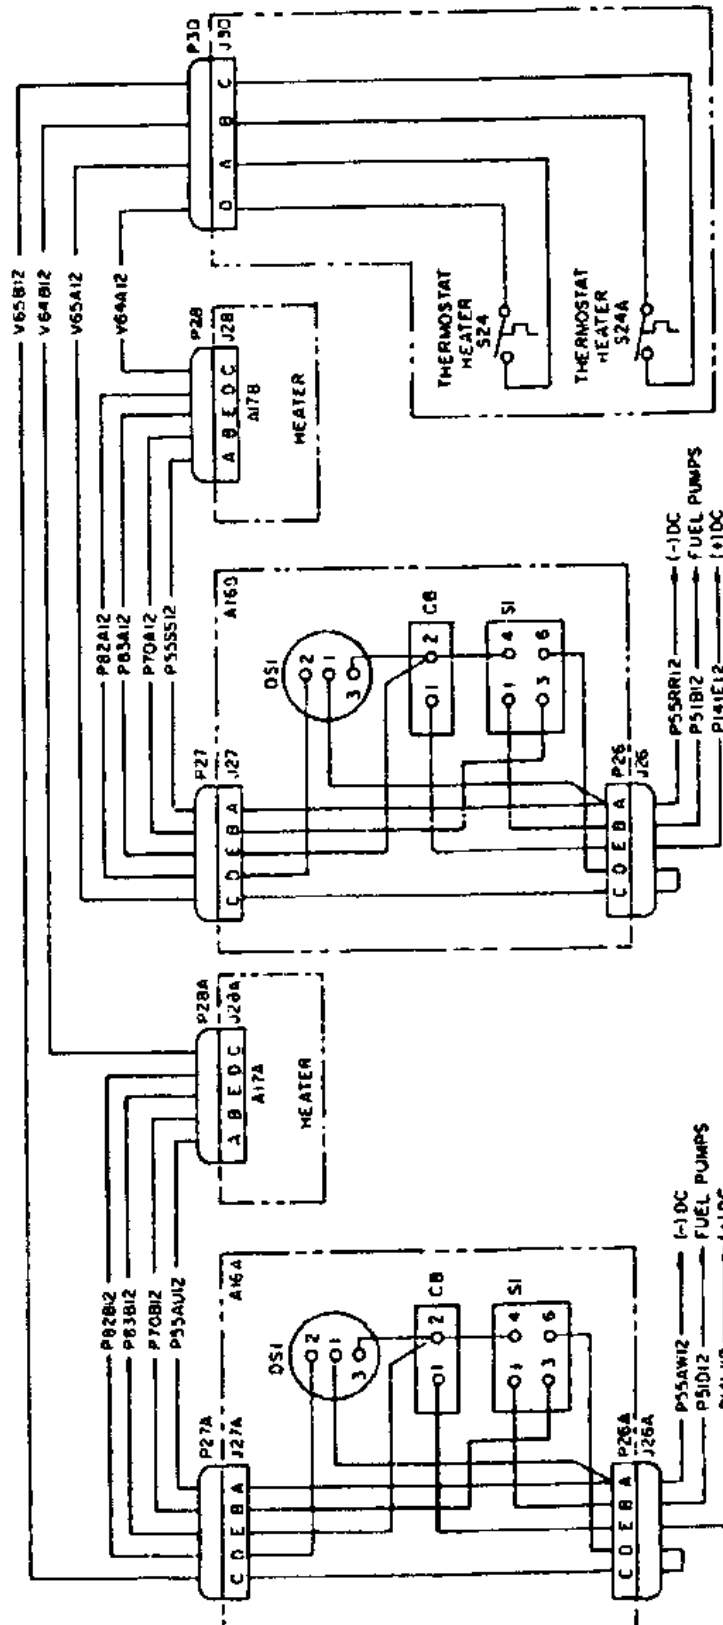 V65B12
V64B12
V65A12
V64A12
P30
J30
D A B C
THERMOSTAT
HEATER
S24
THERMOSTAT
HEATER
S24A
P28
J28
A B E D C
A17B
HEATER
P82A12
P83A12
P70A12
P55SS12
P27
J27
C D E B A
A16D
DS1
2
1
3
CB
1 2
S1
1 4
3 6
P26
J26
C D E B A
P55RR12 (-)DC
P51B12 FUEL PUMPS
P141E12 (+)DC
P28A
J28A
A B E D C
A17A
HEATER
P82B12
P83B12
P70B12
P55AU12
P27A
J27A
C D E B A
A16A
DS1
2
1
3
CB
1 2
S1
1 4
3 6
P26A
J26A
C D E B A
P55AW12 (-)DC
P51D12 FUEL PUMPS